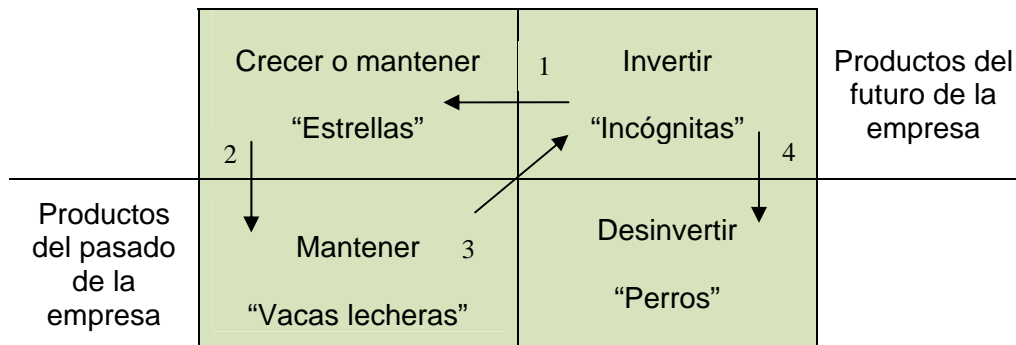 Crecer o mantener
“Estrellas”
1
Invertir
“Incógnitas”
Productos del
futuro de la
empresa
2
4
Productos
del pasado
de la
empresa
Mantener
3
“Vacas lecheras”
Desinvertir
“Perros”